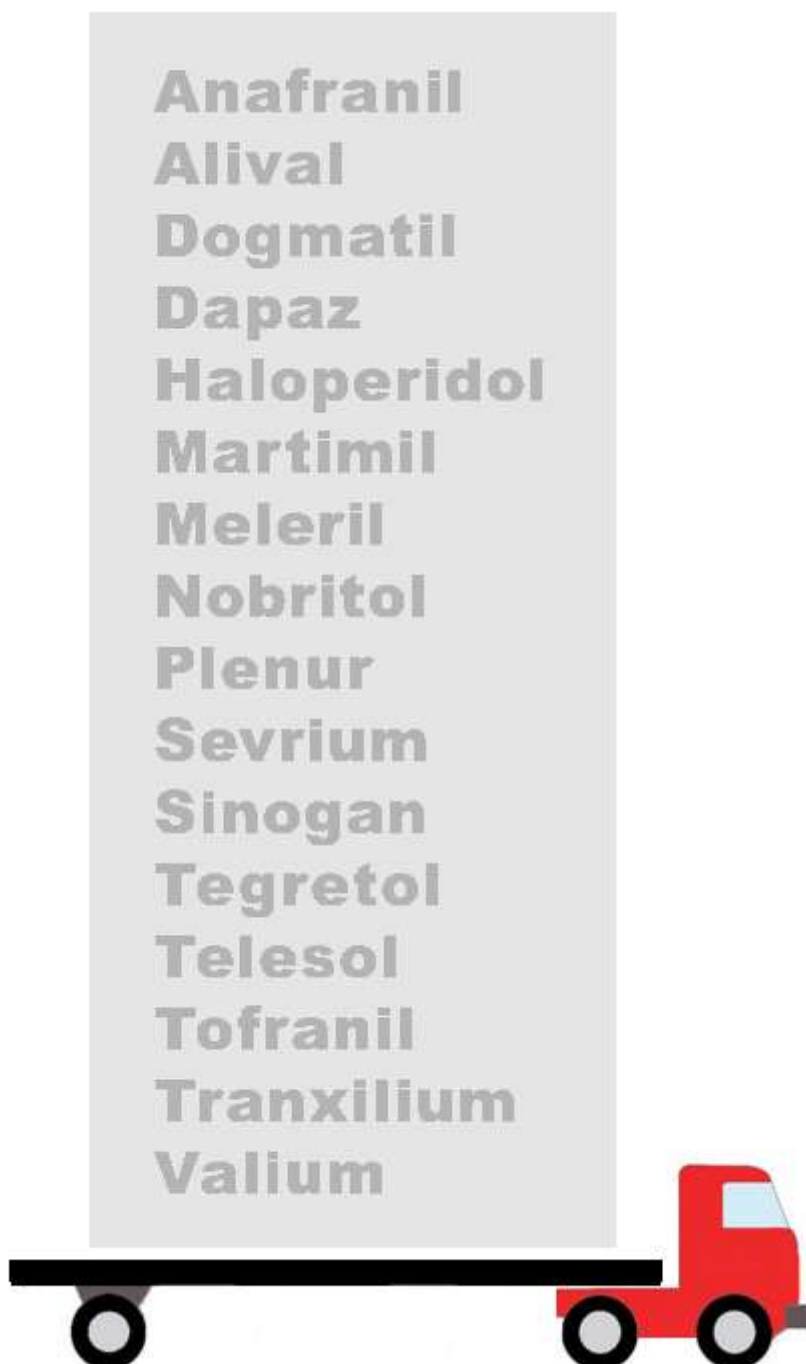 Anafranil
Alival
Dogmatil
Dapaz
Haloperidol
Martimil
Meleril
Nobritol
Plenur
Sevrium
Sinogan
Tegretol
Telesol
Tofranil
Tranxilium
Valium